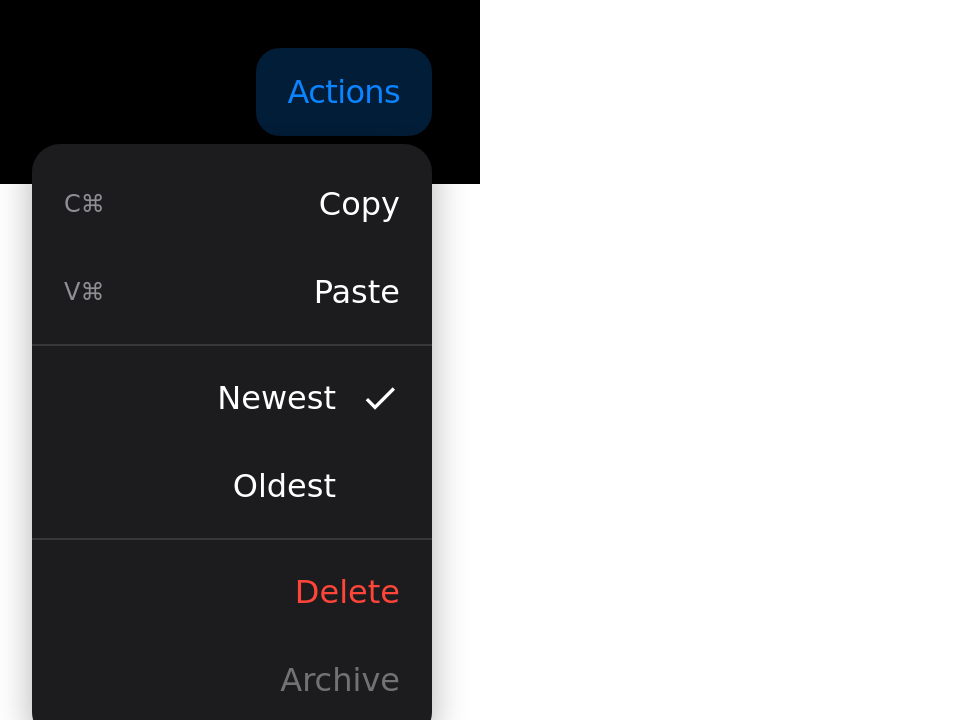 Actions
Copy C⌘
Paste V⌘
Newest
Oldest
Delete
Archive